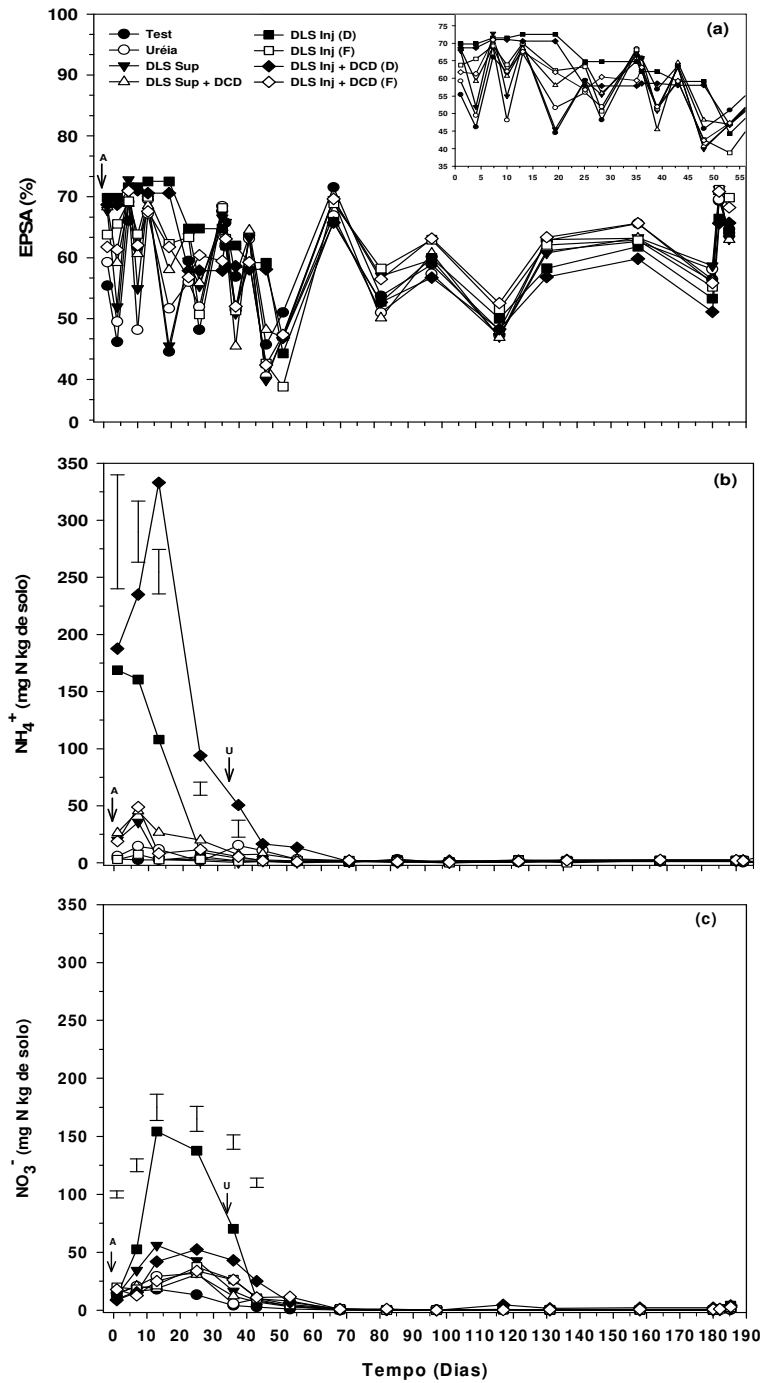 (a)
Test
Uréia
DLS Sup
DLS Sup + DCD
DLS Inj (D)
DLS Inj (F)
DLS Inj + DCD (D)
DLS Inj + DCD (F)
100
90
80
70
60
50
40
0
EPSA (%)
A
75
70
65
60
55
50
45
40
35
0 5 10 15 20 25 30 35 40 45 50 55
(b)
350
300
250
200
150
100
50
0
NH4+ (mg N kg de solo)
A
U
(c)
350
300
250
200
150
100
50
0
NO3- (mg N kg de solo)
A
U
0 10 20 30 40 50 60 70 80 90 100 110 120 130 140 150 160 170 180 190
Tempo (Dias)